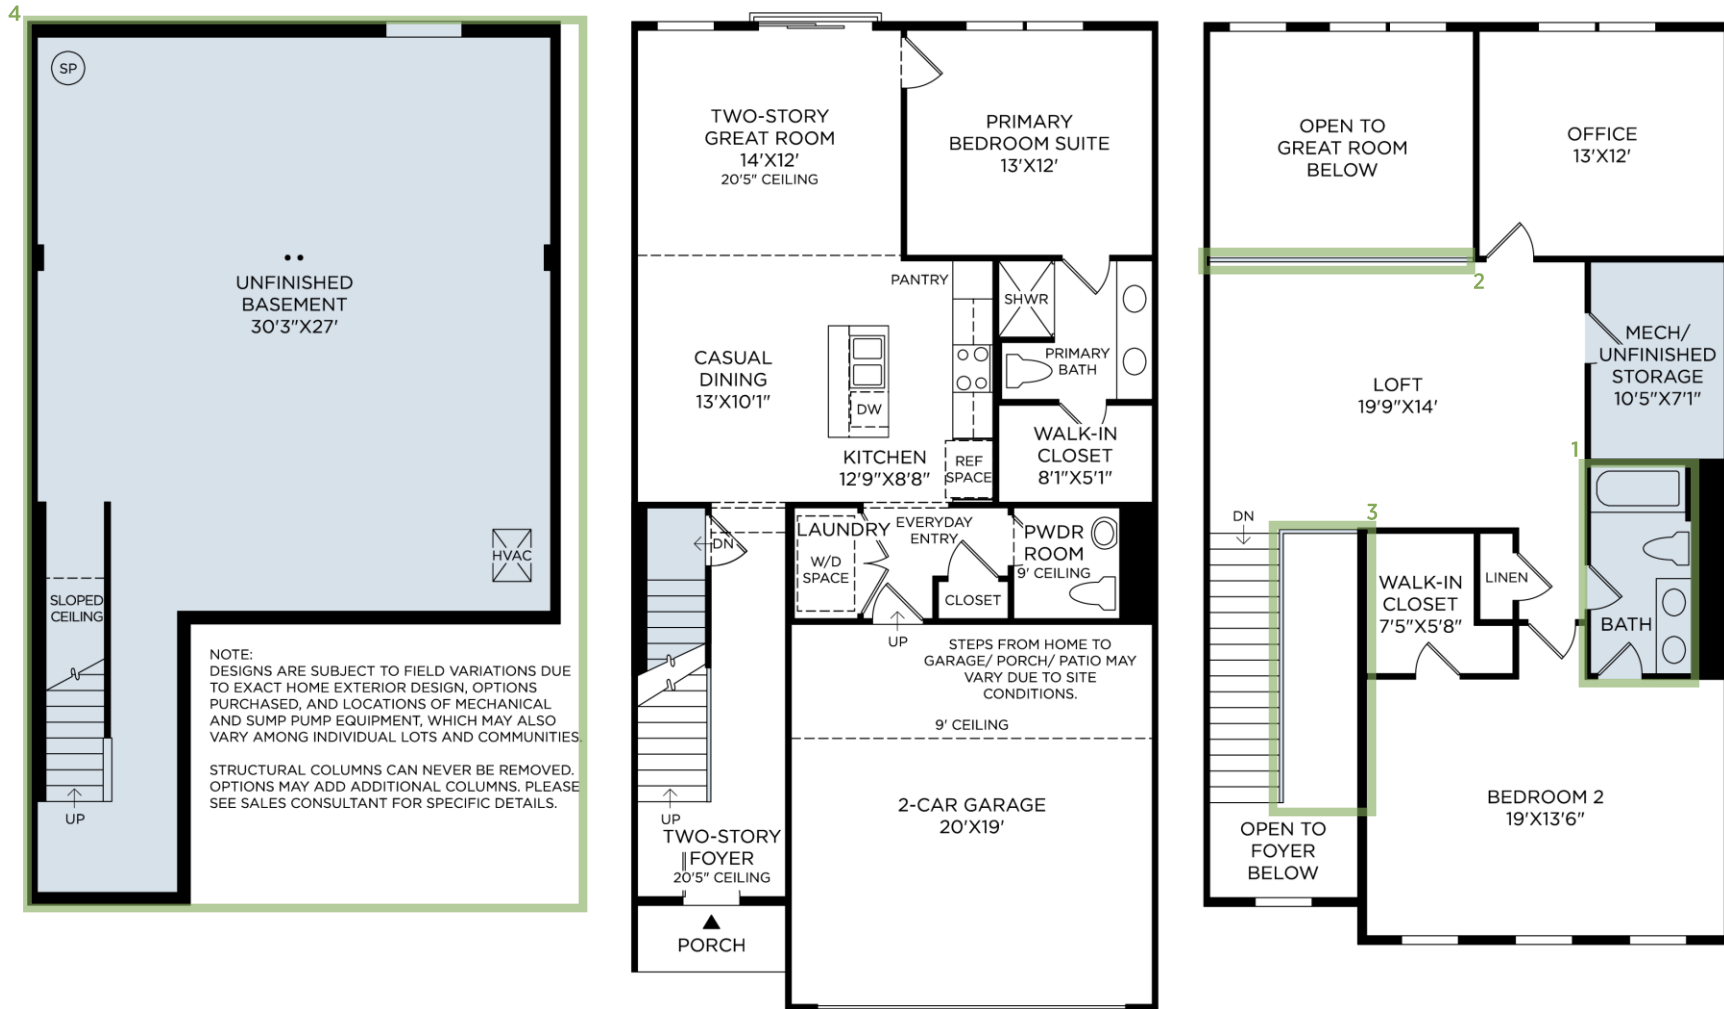 4
SP
UNFINISHED
BASEMENT
30'3"X27'
HVAC
SLOPED
CEILING
UP
NOTE:
DESIGNS ARE SUBJECT TO FIELD VARIATIONS DUE
TO EXACT HOME EXTERIOR DESIGN, OPTIONS
PURCHASED, AND LOCATIONS OF MECHANICAL
AND SUMP PUMP EQUIPMENT, WHICH MAY ALSO
VARY AMONG INDIVIDUAL LOTS AND COMMUNITIES.
STRUCTURAL COLUMNS CAN NEVER BE REMOVED.
OPTIONS MAY ADD ADDITIONAL COLUMNS. PLEASE
SEE SALES CONSULTANT FOR SPECIFIC DETAILS.
TWO-STORY
GREAT ROOM
14'X12'
20'5" CEILING
PRIMARY
BEDROOM SUITE
13'X12'
PANTRY
SHWR
PRIMARY
BATH
CASUAL
DINING
13'X10'1"
DW
KITCHEN
12'9"X8'8"
REF
SPACE
WALK-IN
CLOSET
8'1"X5'1"
DN
LAUNDRY
W/D
SPACE
EVERYDAY
ENTRY
CLOSET
PWDR
ROOM
9' CEILING
UP
STEPS FROM HOME TO
GARAGE/ PORCH/ PATIO MAY
VARY DUE TO SITE
CONDITIONS.
9' CEILING
2-CAR GARAGE
20'X19'
UP
TWO-STORY
FOYER
20'5" CEILING
PORCH
OPEN TO
GREAT ROOM
BELOW
OFFICE
13'X12'
2
MECH/
UNFINISHED
STORAGE
10'5"X7'1"
LOFT
19'9"X14'
1
DN
3
WALK-IN
CLOSET
7'5"X5'8"
LINEN
BATH
BEDROOM 2
19'X13'6"
OPEN TO
FOYER
BELOW